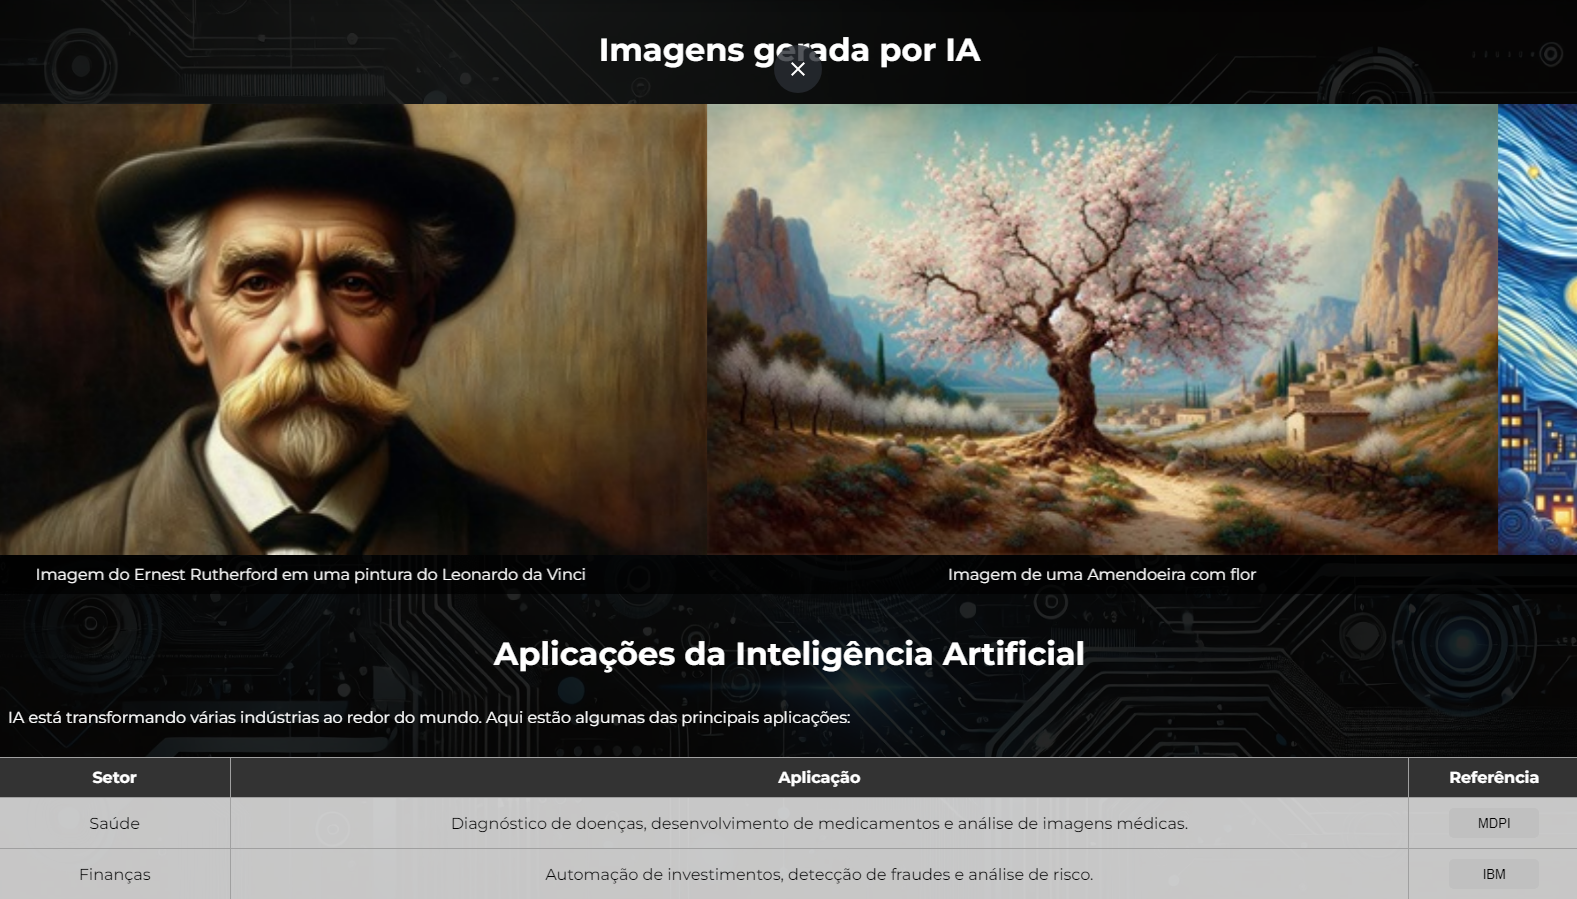 Imagens gerada por IA
Imagem do Ernest Rutherford em uma pintura do Leonardo da Vinci
Imagem de uma Amendoeira com flor
Aplicações da Inteligência Artificial
IA está transformando várias indústrias ao redor do mundo. Aqui estão algumas das principais aplicações:
Setor Aplicação Referência
Saúde Diagnóstico de doenças, desenvolvimento de medicamentos e análise de imagens médicas. MDPI
Finanças Automação de investimentos, detecção de fraudes e análise de risco. IBM